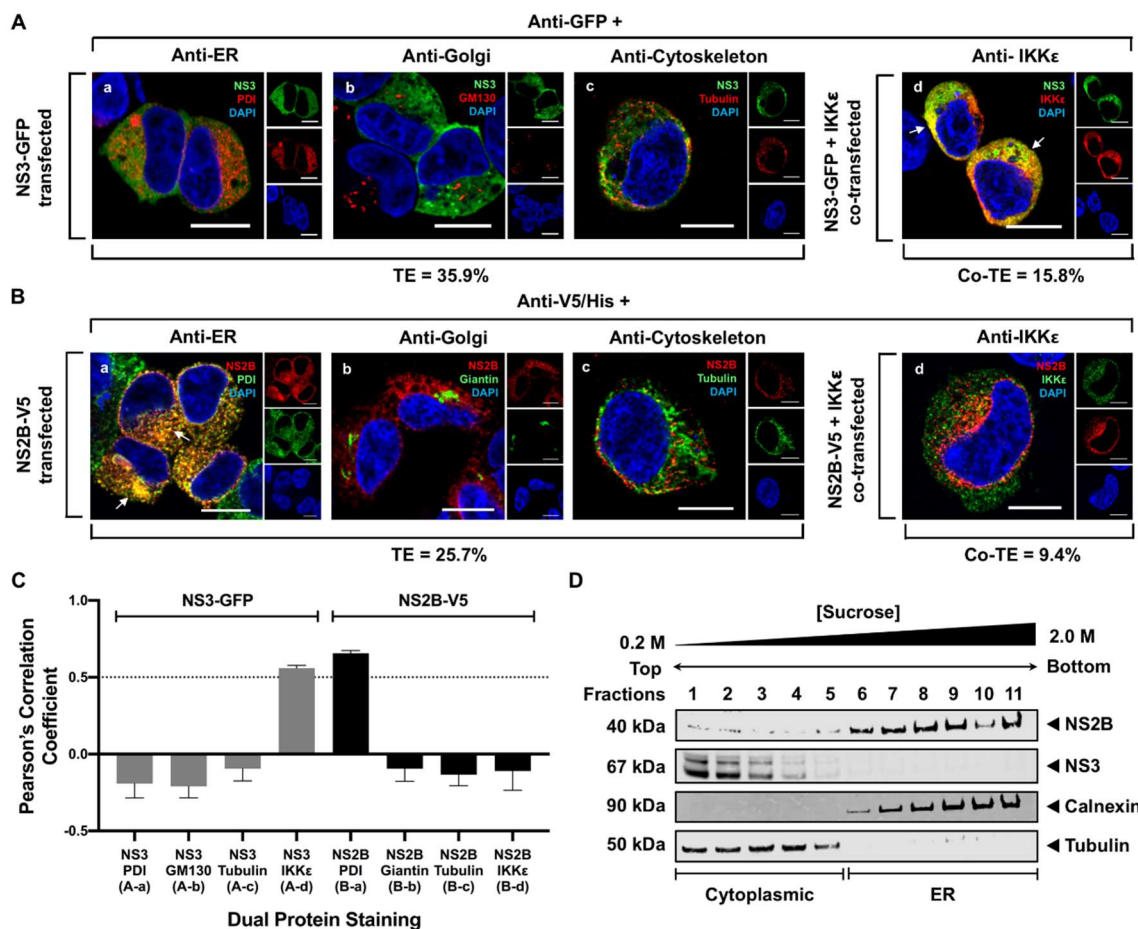 A
Anti-GFP +
Anti-ER
Anti-Golgi
Anti-Cytoskeleton
Anti- IKKε
NS3-GFP
transfected
a
NS3
PDI
DAPI
b
NS3
GM130
DAPI
c
NS3
Tubulin
DAPI
NS3-GFP + IKKε
co-transfected
d
NS3
IKKε
DAPI
TE = 35.9%
Co-TE = 15.8%
B
Anti-V5/His +
Anti-ER
Anti-Golgi
Anti-Cytoskeleton
Anti-IKKε
NS2B-V5
transfected
a
NS2B
PDI
DAPI
b
NS2B
Giantin
DAPI
c
NS2B
Tubulin
DAPI
NS2B-V5 + IKKε
co-transfected
d
NS2B
IKKε
DAPI
TE = 25.7%
Co-TE = 9.4%
C
NS3-GFP
NS2B-V5
Pearson's Correlation
Coefficient
1.0
0.5
0.0
-0.5
NS3
PDI
(A-a)
NS3
GM130
(A-b)
NS3
Tubulin
(A-c)
NS3
IKKε
(A-d)
NS2B
PDI
(B-a)
NS2B
Giantin
(B-b)
NS2B
Tubulin
(B-c)
NS2B
IKKε
(B-d)
Dual Protein Staining
D
[Sucrose]
0.2 M
2.0 M
Top
Bottom
Fractions 1 2 3 4 5 6 7 8 9 10 11
40 kDa
NS2B
67 kDa
NS3
90 kDa
Calnexin
50 kDa
Tubulin
Cytoplasmic
ER